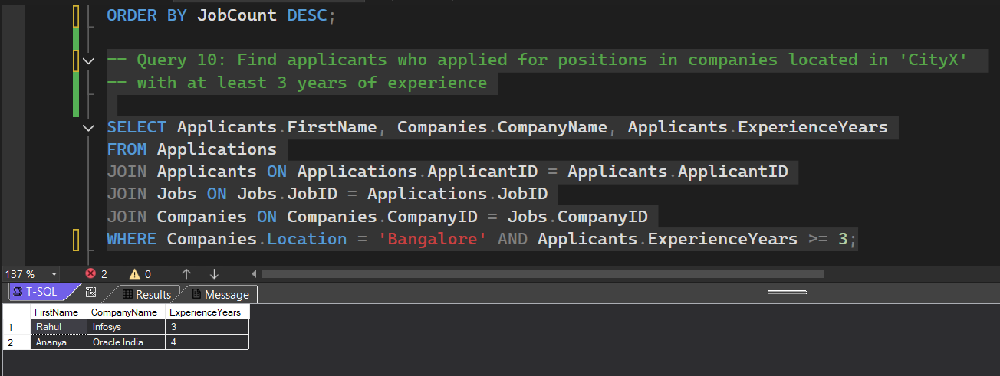 ORDER BY JobCount DESC;
-- Query 10: Find applicants who applied for positions in companies located in 'CityX'
-- with at least 3 years of experience
SELECT Applicants.FirstName, Companies.CompanyName, Applicants.ExperienceYears
FROM Applications
JOIN Applicants ON Applications.ApplicantID = Applicants.ApplicantID
JOIN Jobs ON Jobs.JobID = Applications.JobID
JOIN Companies ON Companies.CompanyID = Jobs.CompanyID
WHERE Companies.Location = 'Bangalore' AND Applicants.ExperienceYears >= 3;
137 % 2 0
T-SQL Results Message
FirstName CompanyName ExperienceYears
1 Rahul Infosys 3
2 Ananya Oracle India 4